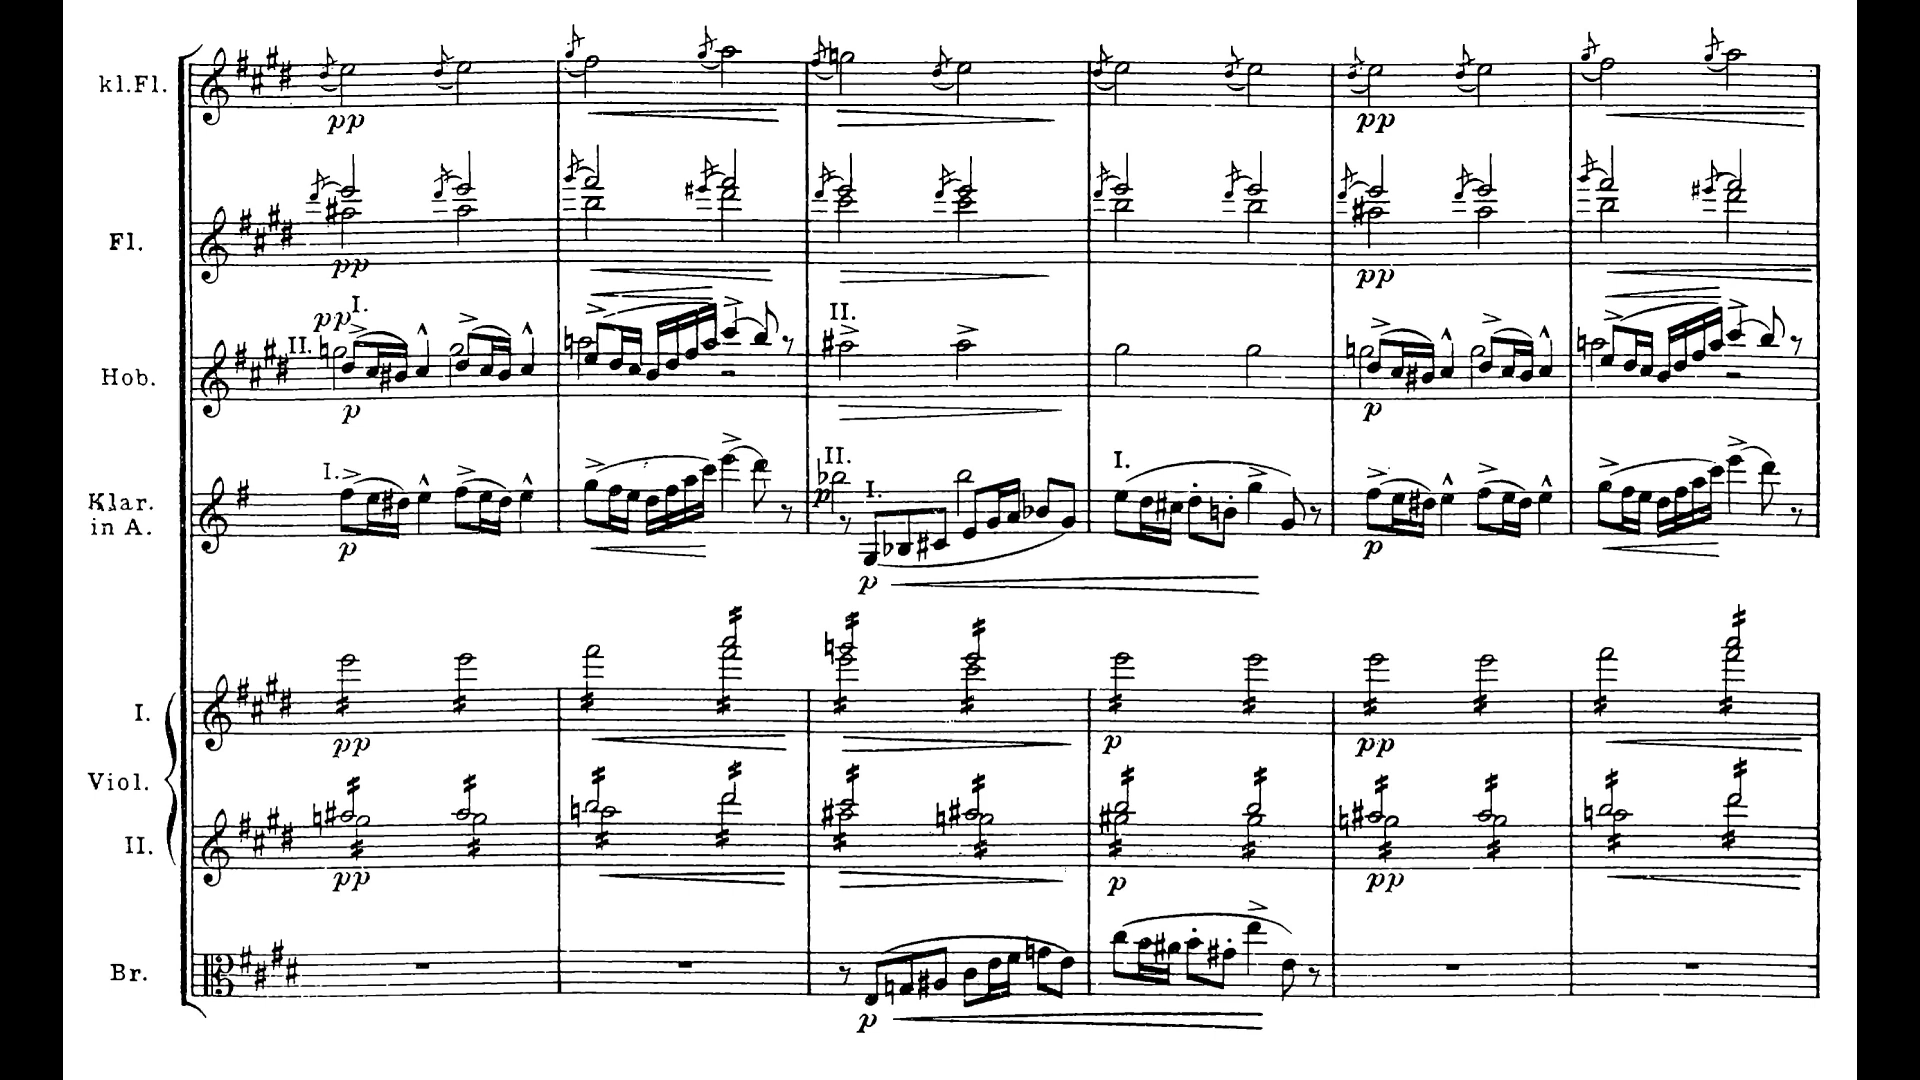 kl.Fl.
pp
pp
Fl.
pp
pp
I.
pp
II.
II.
Hob.
p
p
I.
II.
I.
I.
p
Klar.
in A.
p
p
p
I.
pp
p
pp
Viol.
II.
pp
p
pp
Br.
p